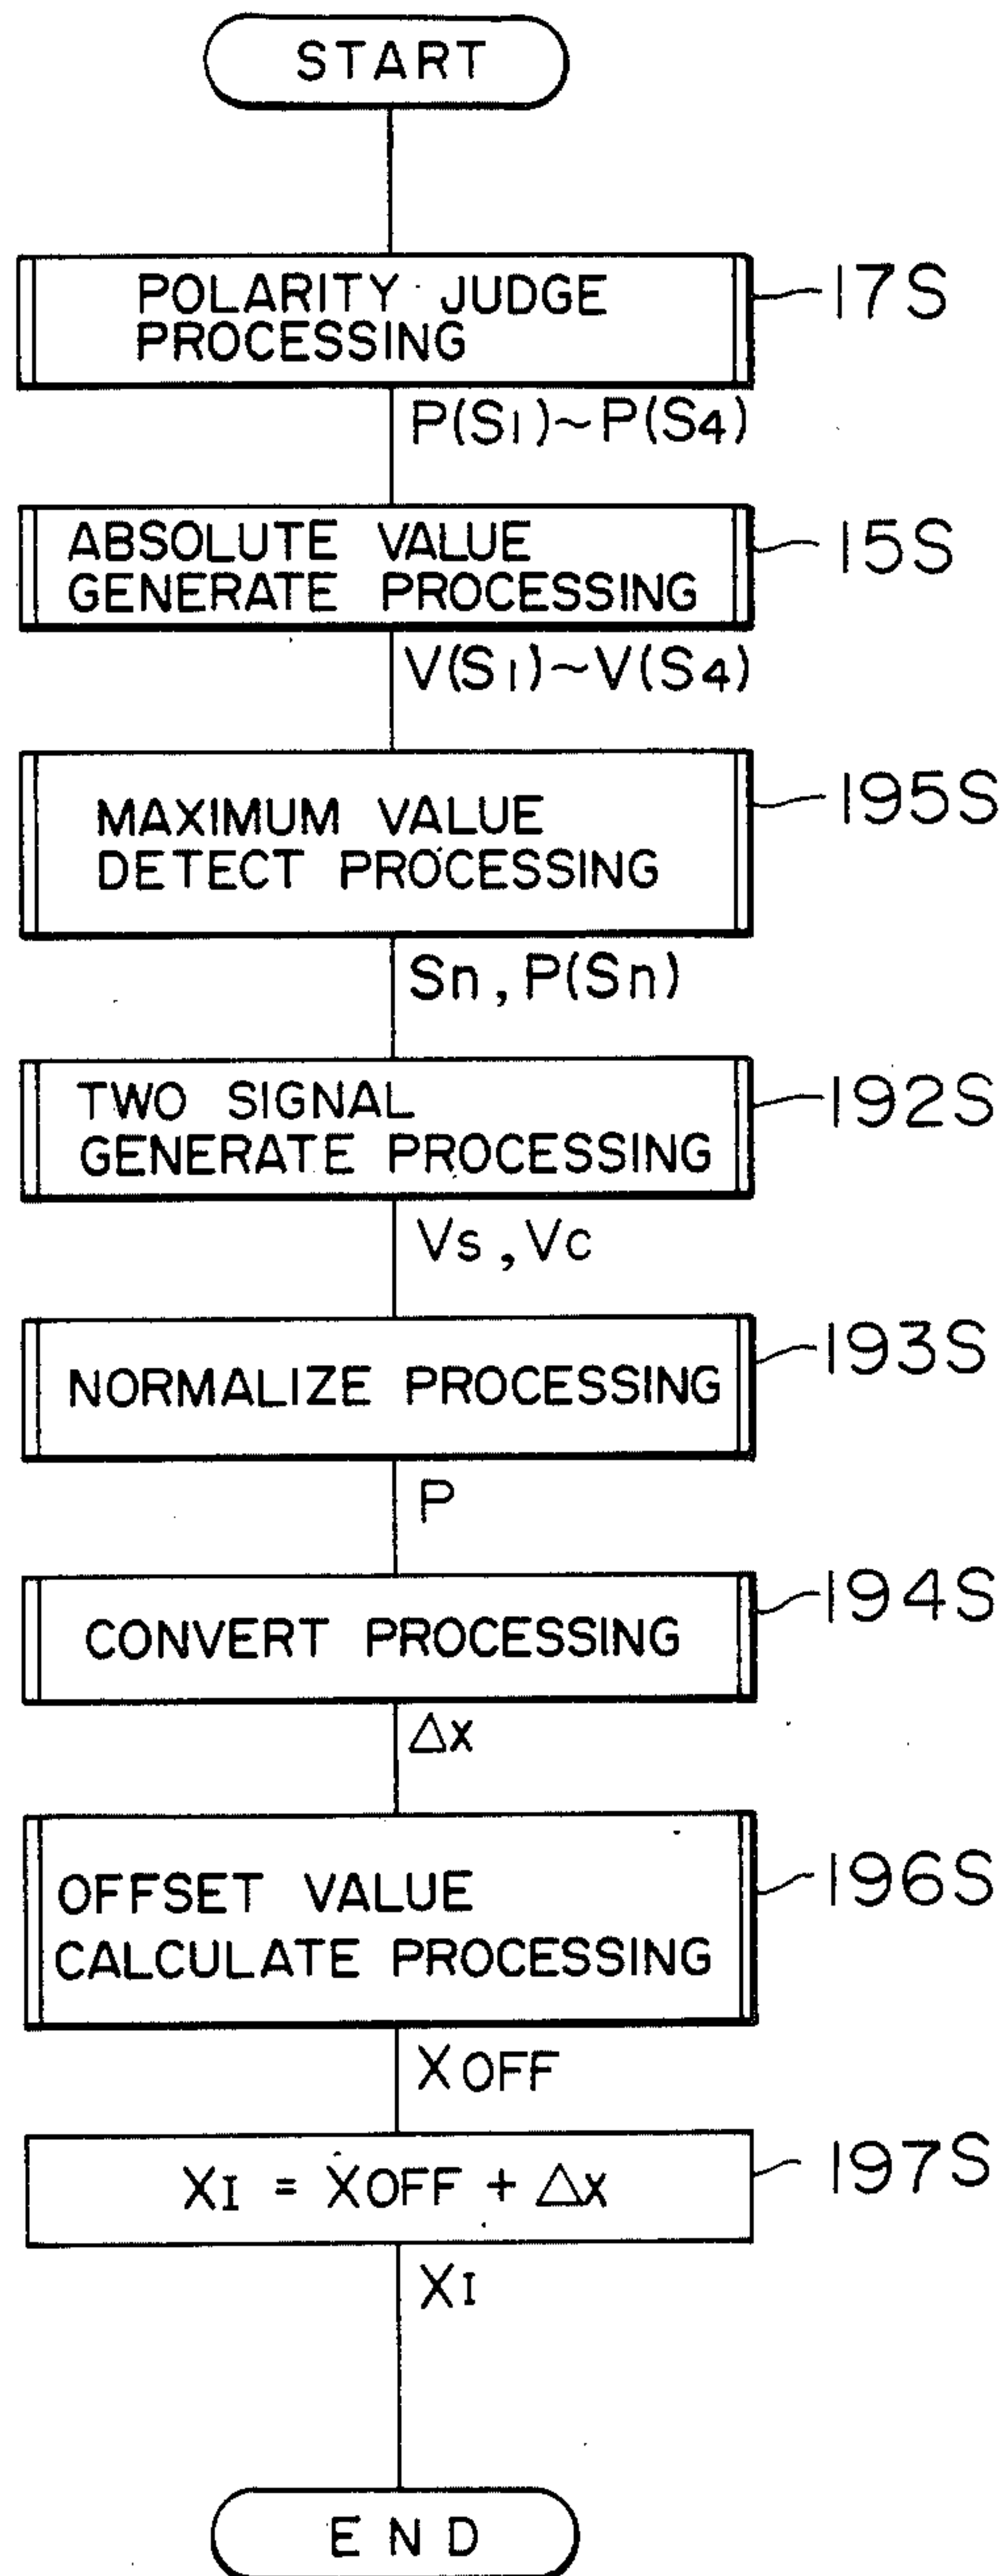 START
POLARITY JUDGE
PROCESSING
17S
P(S1)~P(S4)
ABSOLUTE VALUE
GENERATE PROCESSING
15S
V(S1)~V(S4)
MAXIMUM VALUE
DETECT PROCESSING
195S
Sn, P(Sn)
TWO SIGNAL
GENERATE PROCESSING
192S
Vs, Vc
NORMALIZE PROCESSING
193S
P
CONVERT PROCESSING
194S
Δx
OFFSET VALUE
CALCULATE PROCESSING
196S
XOFF
XI = XOFF + Δx
197S
XI
END